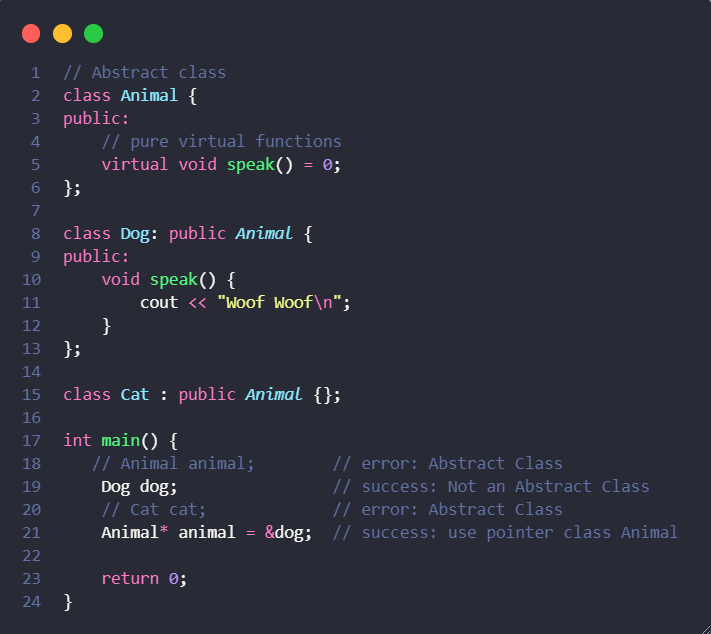 1 // Abstract class
2 class Animal {
3 public:
4     // pure virtual functions
5     virtual void speak() = 0;
6 };
7
8 class Dog: public Animal {
9 public:
10     void speak() {
11         cout << "Woof Woof\n";
12     }
13 };
14
15 class Cat : public Animal {};
16
17 int main() {
18    // Animal animal;        // error: Abstract Class
19     Dog dog;                // success: Not an Abstract Class
20     // Cat cat;             // error: Abstract Class
21     Animal* animal = &dog;  // success: use pointer class Animal
22
23     return 0;
24 }